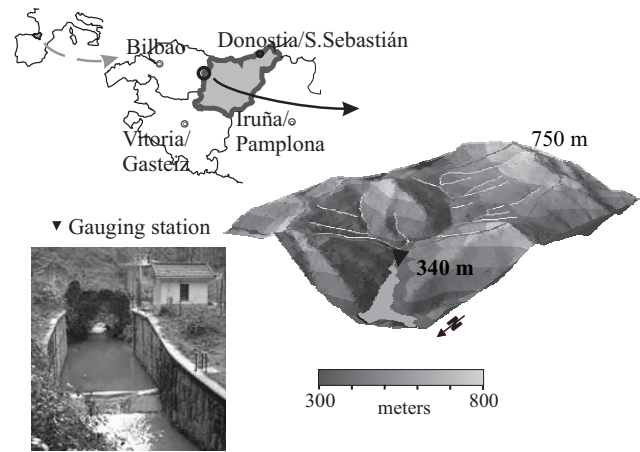 Donostia/S.Sebastián
Bilbao
Iruña/
Pamplona
Vitoria/
Gasteiz
750 m
▼ Gauging station
340 m
N
300
meters
800